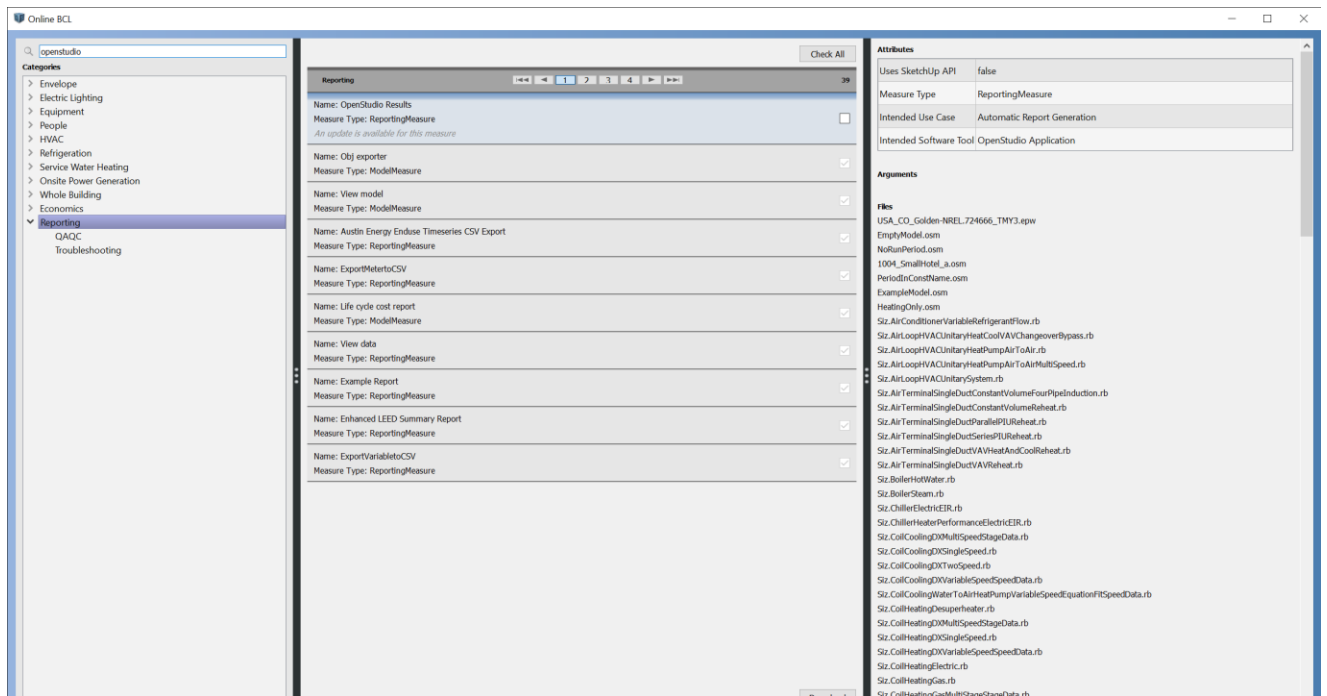 Online BCL
openstudio
Categories
Envelope
Electric Lighting
Equipment
People
HVAC
Refrigeration
Service Water Heating
Onsite Power Generation
Whole Building
Economics
Reporting
QAQC
Troubleshooting
Check All
Reporting 1 2 3 4 39
Name: OpenStudio Results
Measure Type: ReportingMeasure
An update is available for this measure
Name: Obj exporter
Measure Type: ModelMeasure
Name: View model
Measure Type: ModelMeasure
Name: Austin Energy Enduse Timeseries CSV Export
Measure Type: ReportingMeasure
Name: ExportMetertoCSV
Measure Type: ReportingMeasure
Name: Life cycle cost report
Measure Type: ModelMeasure
Name: View data
Measure Type: ReportingMeasure
Name: Example Report
Measure Type: ReportingMeasure
Name: Enhanced LEED Summary Report
Measure Type: ReportingMeasure
Name: ExportVariabletoCSV
Measure Type: ReportingMeasure
Attributes
Uses SketchUp API false
Measure Type ReportingMeasure
Intended Use Case Automatic Report Generation
Intended Software Tool OpenStudio Application
Arguments
Files
USA_CO_Golden-NREL.724666_TMY3.epw
EmptyModel.osm
NoRunPeriod.osm
1004_SmallHotel_a.osm
PeriodInConstName.osm
ExampleModel.osm
HeatingOnly.osm
Siz.AirConditionerVariableRefrigerantFlow.rb
Siz.AirLoopHVACUnitaryHeatCoolVAVChangeoverBypass.rb
Siz.AirLoopHVACUnitaryHeatPumpAirToAir.rb
Siz.AirLoopHVACUnitaryHeatPumpAirToAirMultiSpeed.rb
Siz.AirLoopHVACUnitarySystem.rb
Siz.AirTerminalSingleDuctConstantVolumeFourPipeInduction.rb
Siz.AirTerminalSingleDuctConstantVolumeReheat.rb
Siz.AirTerminalSingleDuctParallelPIUReheat.rb
Siz.AirTerminalSingleDuctSeriesPIUReheat.rb
Siz.AirTerminalSingleDuctVAVHeatAndCoolReheat.rb
Siz.AirTerminalSingleDuctVAVReheat.rb
Siz.BoilerHotWater.rb
Siz.BoilerSteam.rb
Siz.ChillerElectricEIR.rb
Siz.ChillerHeaterPerformanceElectricEIR.rb
Siz.CoilCoolingDXMultiSpeedStageData.rb
Siz.CoilCoolingDXSingleSpeed.rb
Siz.CoilCoolingDXTwoSpeed.rb
Siz.CoilCoolingDXVariableSpeedSpeedData.rb
Siz.CoilCoolingWaterToAirHeatPumpVariableSpeedEquationFitSpeedData.rb
Siz.CoilHeatingDesuperheater.rb
Siz.CoilHeatingDXMultiSpeedStageData.rb
Siz.CoilHeatingDXSingleSpeed.rb
Siz.CoilHeatingDXVariableSpeedSpeedData.rb
Siz.CoilHeatingElectric.rb
Siz.CoilHeatingGas.rb
Siz.CoilHeatingGasMultiStageStageData.rb